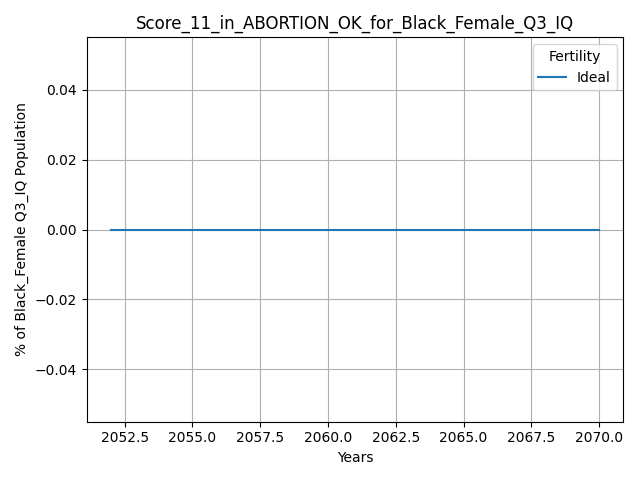 Score_11_in_ABORTION_OK_for_Black_Female_Q3_IQ
% of Black_Female Q3_IQ Population
0.04
0.02
0.00
−0.02
−0.04
Fertility
Ideal
2052.5 2055.0 2057.5 2060.0 2062.5 2065.0 2067.5 2070.0
Years